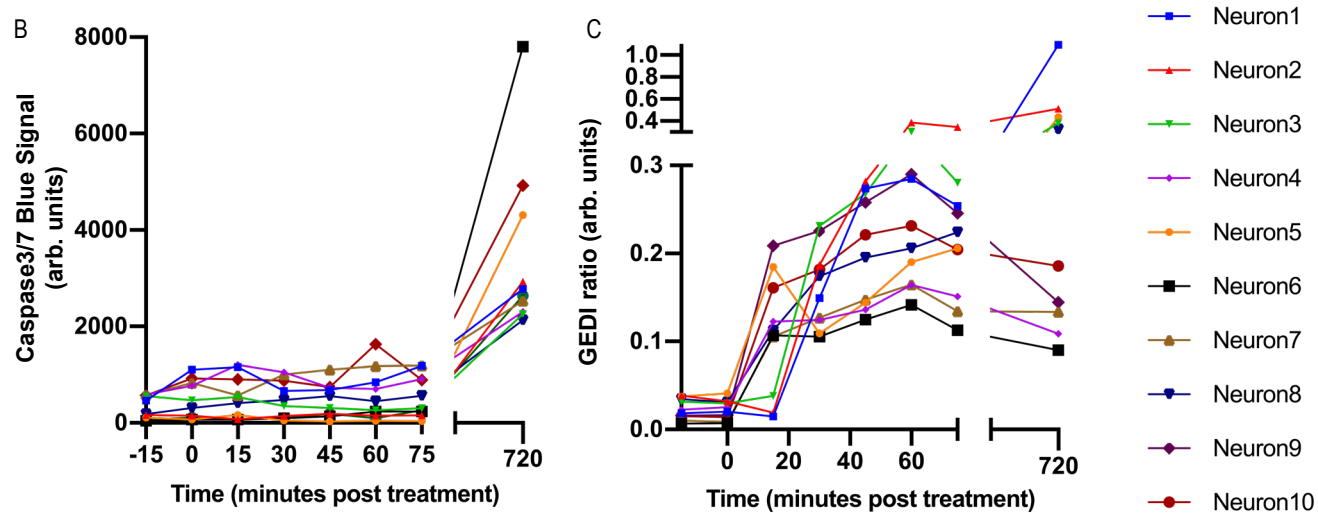 B
Caspase3/7 Blue Signal
(arb. units)
8000
6000
4000
2000
0
-15 0 15 30 45 60 75 720
Time (minutes post treatment)
C
GEDI ratio (arb. units)
1.0
0.8
0.6
0.4
0.3
0.2
0.1
0.0
0 20 40 60 720
Time (minutes post treatment)
Neuron1
Neuron2
Neuron3
Neuron4
Neuron5
Neuron6
Neuron7
Neuron8
Neuron9
Neuron10